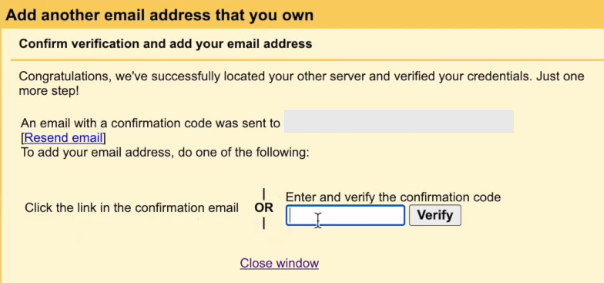 Add another email address that you own
Confirm verification and add your email address
Congratulations, we've successfully located your other server and verified your credentials. Just one
more step!
An email with a confirmation code was sent to
[Resend email]
To add your email address, do one of the following:
Click the link in the confirmation email
|
OR
|
Enter and verify the confirmation code
Verify
Close window